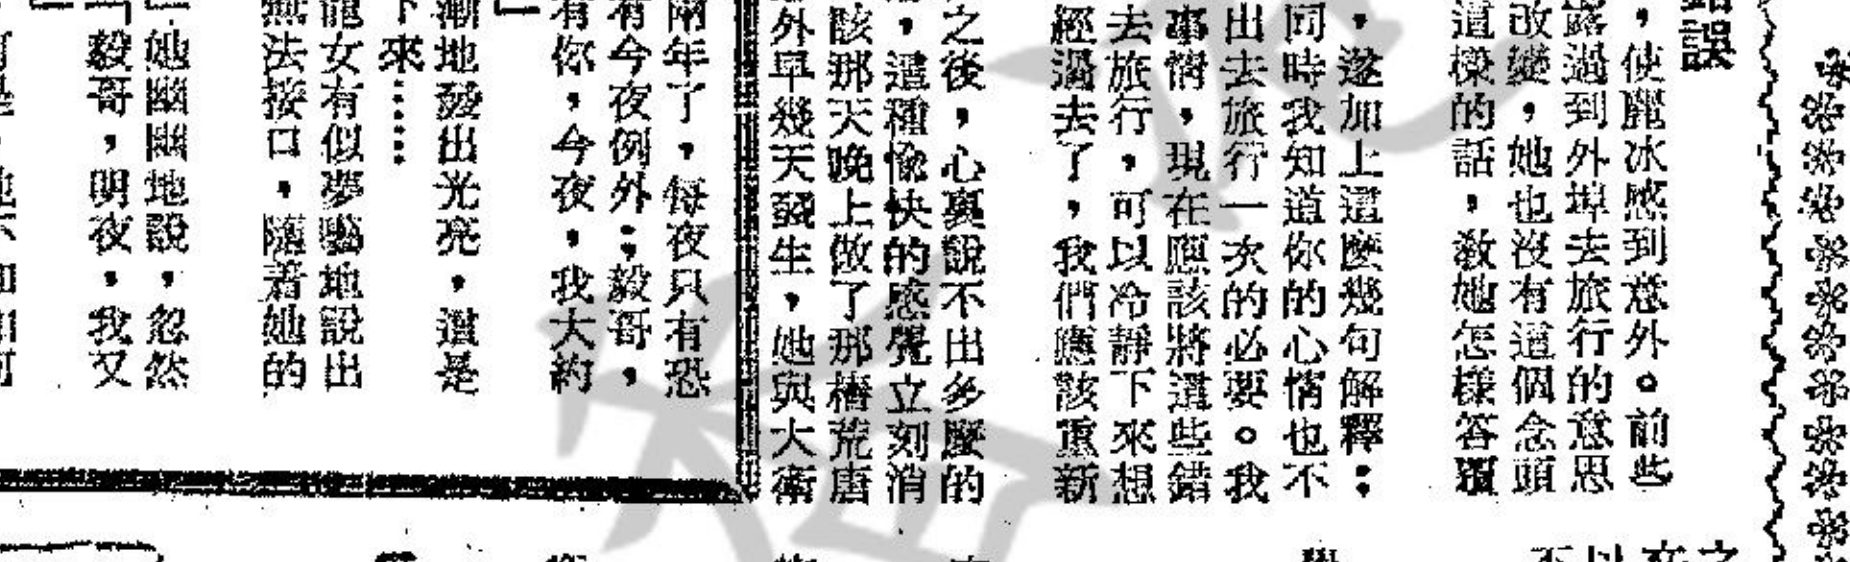 錯誤
，使麗冰感到意外。前些
露過到外埠去旅行的意思
改變，她也沒有這個念頭
這樣的話，教她怎樣答覆
，遂加上這麼幾句解釋：
同時我知道你的心情也不
出去旅行一次的必要。我
事情，現在應該將這些錯
去旅行，可以冷靜下來想
經過去了，我們應該重新
之後，心裏說不出多麼的
，這種愉快的感覺立刻消
該那天晚上做了那樁荒唐
外早幾天發生，她與大衛
兩年了，每夜只有恐
有今夜例外；毅哥，
有你，今夜，我大約
漸地發出光亮，這是
下來……
龍女有似夢囈地說出
無法接口，隨着她的
她幽幽地說，忽然
「毅哥，明夜，我又